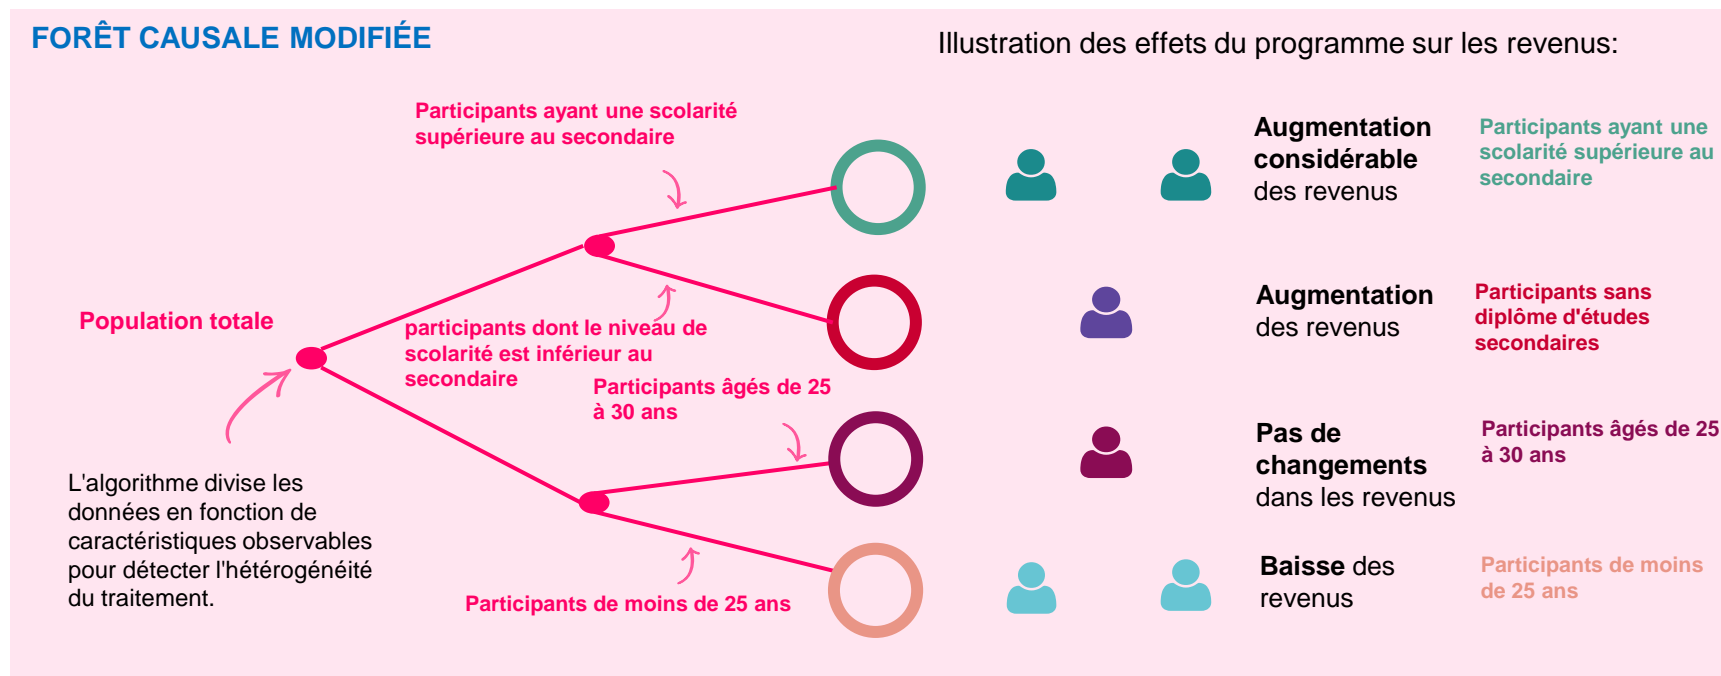 FORÊT CAUSALE MODIFIÉE
Illustration des effets du programme sur les revenus:
Participants ayant une scolarité
supérieure au secondaire
Augmentation
considérable
des revenus
Participants ayant une
scolarité supérieure au
secondaire
Population totale
participants dont le niveau de
scolarité est inférieur au
secondaire
Augmentation
des revenus
Participants sans
diplôme d'études
secondaires
Participants âgés de 25
à 30 ans
Pas de
changements
dans les revenus
Participants âgés de 25
à 30 ans
L'algorithme divise les
données en fonction de
caractéristiques observables
pour détecter l'hétérogénéité
du traitement.
Participants de moins de 25 ans
Baisse des
revenus
Participants de moins
de 25 ans